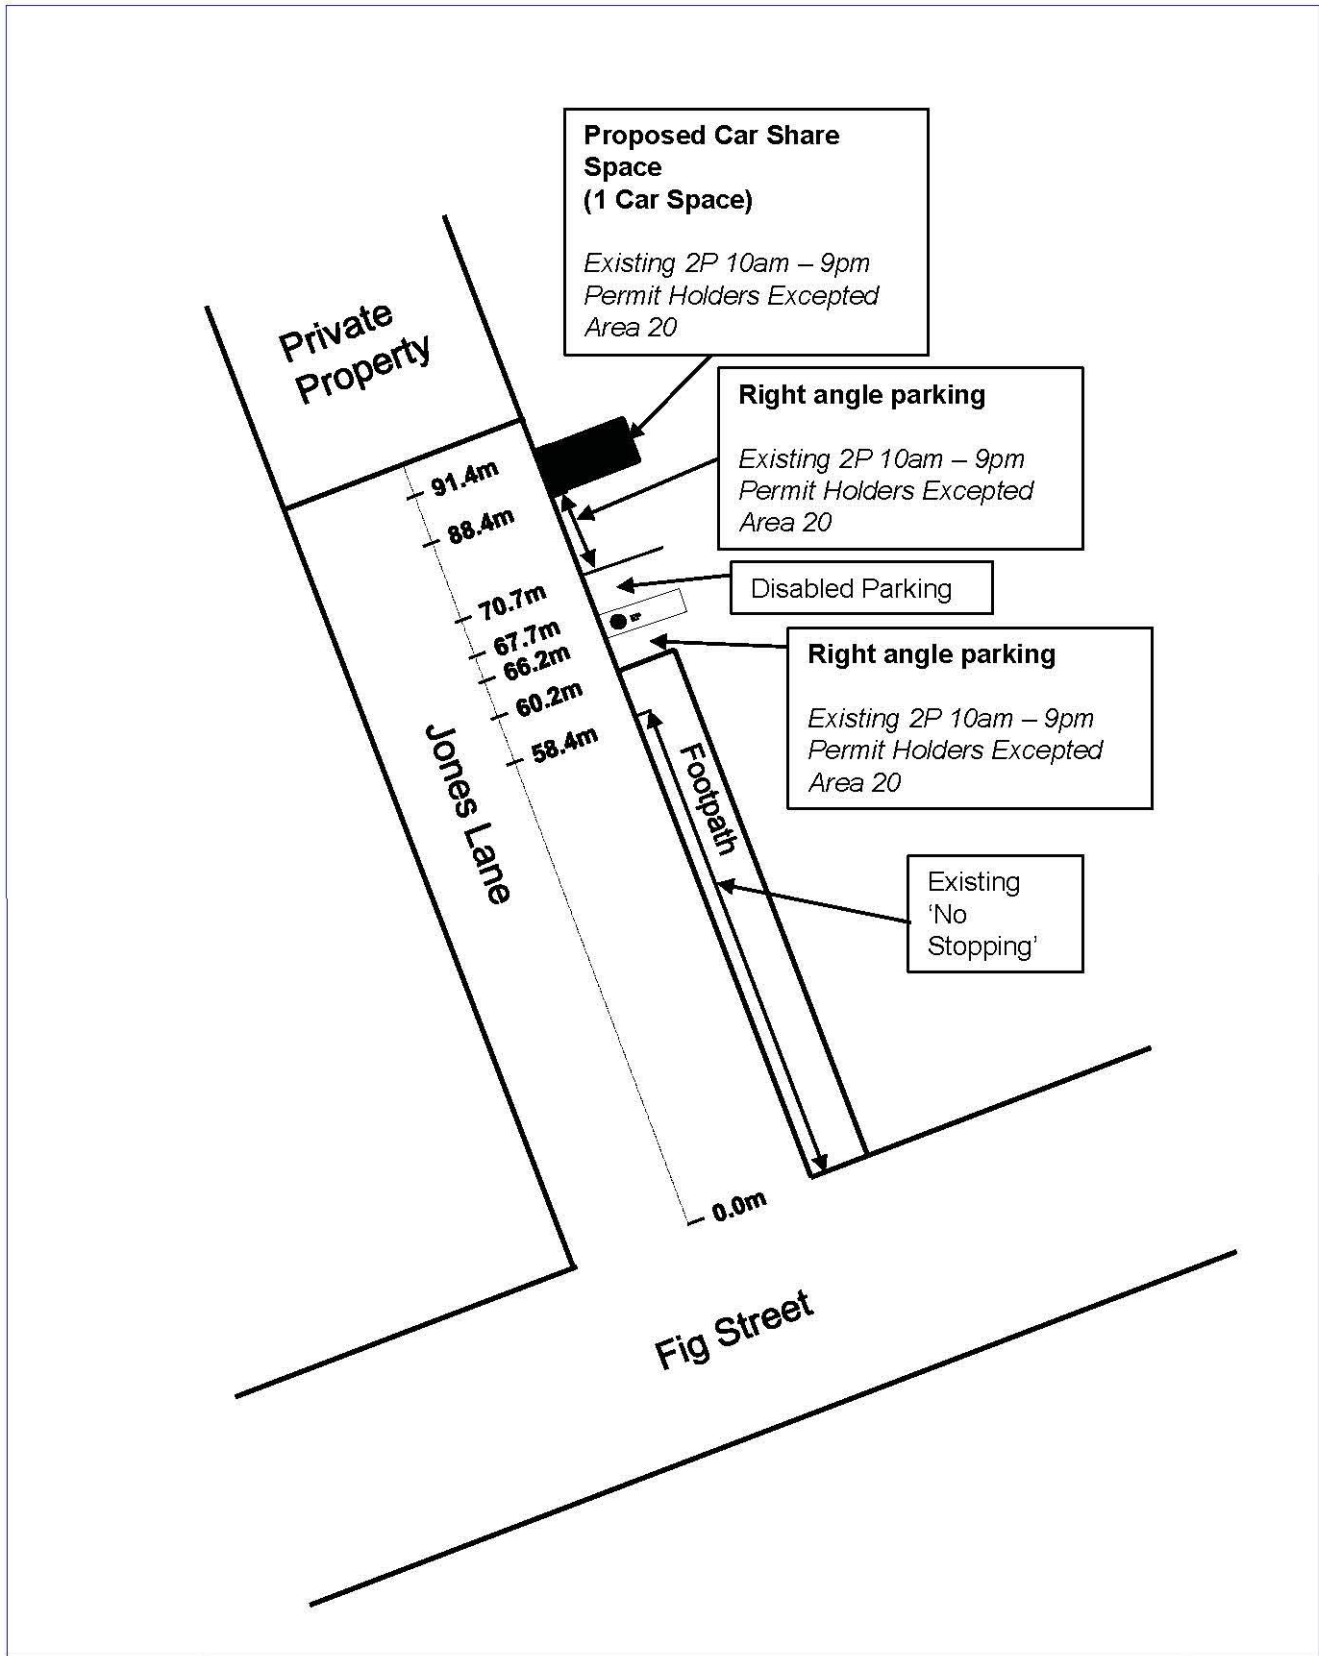 Proposed Car Share
Space
(1 Car Space)
Existing 2P 10am – 9pm
Permit Holders Excepted
Area 20
Private
Property
Right angle parking
Existing 2P 10am – 9pm
Permit Holders Excepted
Area 20
91.4m
88.4m
Disabled Parking
70.7m
67.7m
66.2m
60.2m
58.4m
Right angle parking
Existing 2P 10am – 9pm
Permit Holders Excepted
Area 20
Jones Lane
Footpath
Existing
‘No
Stopping’
0.0m
Fig Street